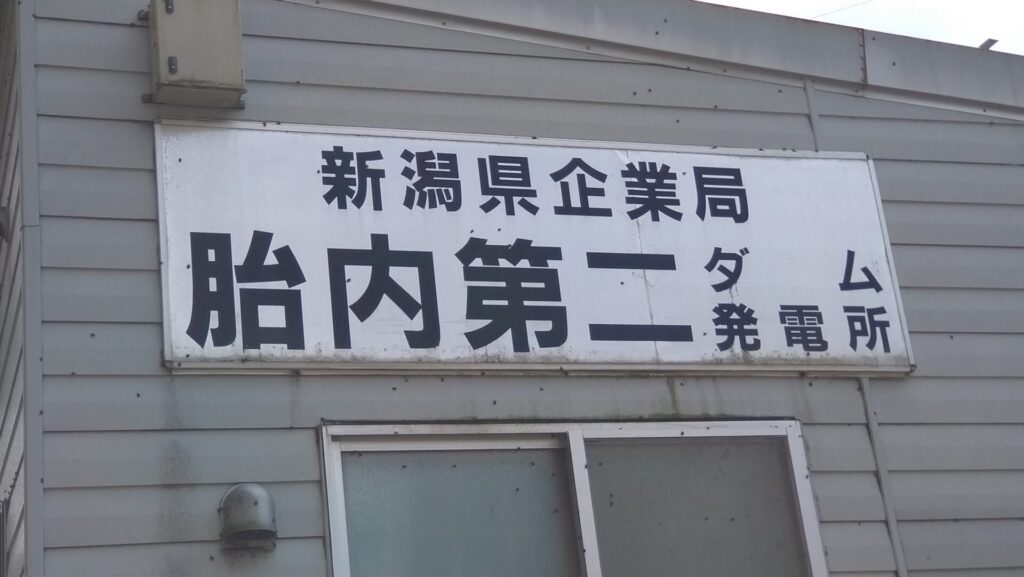 新潟県企業局
胎内第二
ダム
発電所